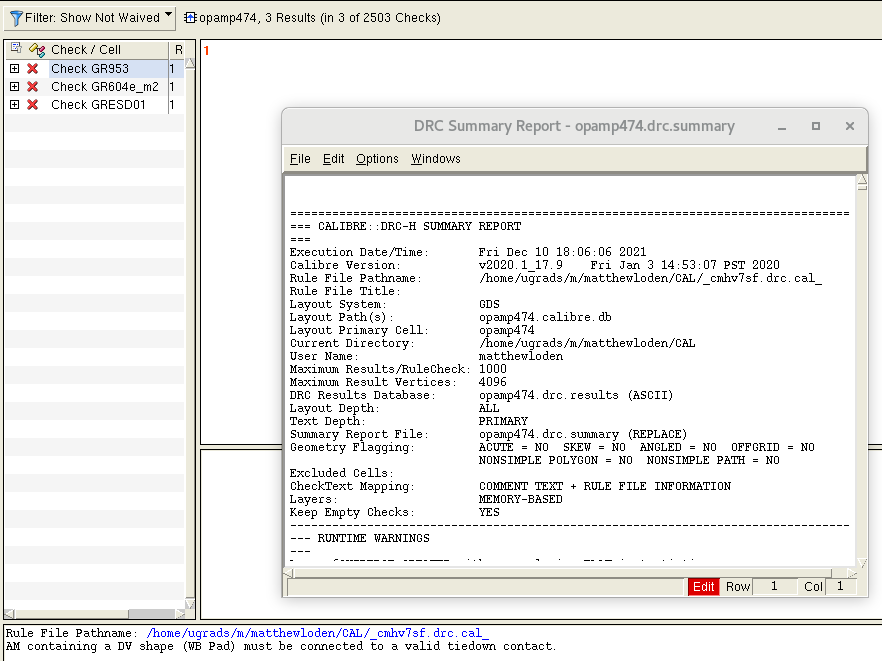 Filter: Show Not Waived opamp474, 3 Results (in 3 of 2503 Checks)
Check / Cell R
Check GR953 1
Check GR604e_m2 1
Check GRESD01 1
1
DRC Summary Report - opamp474.drc.summary
File Edit Options Windows
================================================================================
=== CALIBRE::DRC-H SUMMARY REPORT
===
Execution Date/Time: Fri Dec 10 18:06:06 2021
Calibre Version: v2020.1_17.9 Fri Jan 3 14:53:07 PST 2020
Rule File Pathname: /home/ugrads/m/matthewloden/CAL/_cmhv7sf.drc.cal_
Rule File Title:
Layout System: GDS
Layout Path(s): opamp474.calibre.db
Layout Primary Cell: opamp474
Current Directory: /home/ugrads/m/matthewloden/CAL
User Name: matthewloden
Maximum Results/RuleCheck: 1000
Maximum Result Vertices: 4096
DRC Results Database: opamp474.drc.results (ASCII)
Layout Depth: ALL
Text Depth: PRIMARY
Summary Report File: opamp474.drc.summary (REPLACE)
Geometry Flagging: ACUTE = NO SKEW = NO ANGLED = NO OFFGRID = NO
NONSIMPLE POLYGON = NO NONSIMPLE PATH = NO
Excluded Cells:
CheckText Mapping: COMMENT TEXT + RULE FILE INFORMATION
Layers: MEMORY-BASED
Keep Empty Checks: YES
--------------------------------------------------------------------------------
--- RUNTIME WARNINGS
---
Edit Row 1 Col 1
Rule File Pathname: /home/ugrads/m/matthewloden/CAL/_cmhv7sf.drc.cal_
AM containing a DV shape (WB Pad) must be connected to a valid tiedown contact.